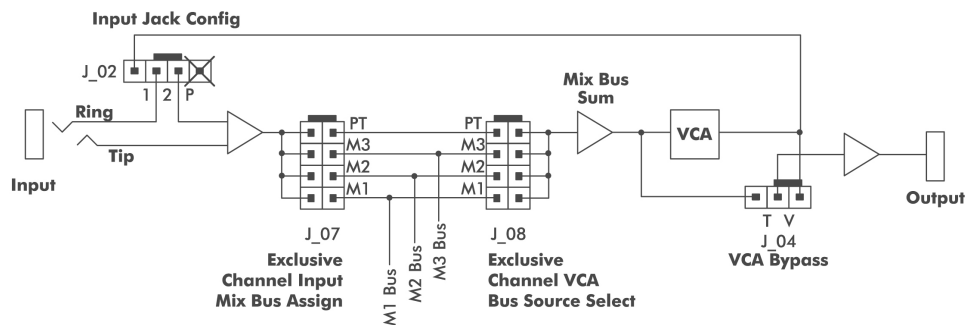 Input Jack Config
J_02
1 2 P
Ring
Tip
Input
PT
M3
M2
M1
J_07
Exclusive
Channel Input
Mix Bus Assign
M1 Bus
M2 Bus
M3 Bus
PT
M3
M2
M1
J_08
Exclusive
Channel VCA
Bus Source Select
Mix Bus
Sum
VCA
T V
J_04
VCA Bypass
Output